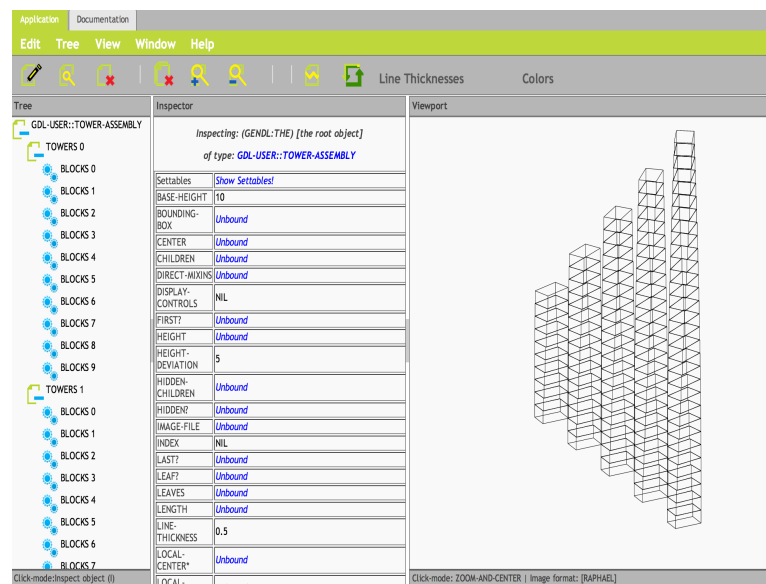 Application Documentation
Edit Tree View Window Help
Line Thicknesses Colors
Tree
GDL-USER::TOWER-ASSEMBLY
TOWERS 0
BLOCKS 0
BLOCKS 1
BLOCKS 2
BLOCKS 3
BLOCKS 4
BLOCKS 5
BLOCKS 6
BLOCKS 7
BLOCKS 8
BLOCKS 9
TOWERS 1
BLOCKS 0
BLOCKS 1
BLOCKS 2
BLOCKS 3
BLOCKS 4
BLOCKS 5
BLOCKS 6
BLOCKS 7
Click-mode:Inspect object (I)
Inspector
Inspecting: (GENDL:THE) [the root object]
of type: GDL-USER::TOWER-ASSEMBLY
Settables Show Settables!
BASE-HEIGHT 10
BOUNDING-
BOX Unbound
CENTER Unbound
CHILDREN Unbound
DIRECT-MIXINS Unbound
DISPLAY-
CONTROLS NIL
FIRST? Unbound
HEIGHT Unbound
HEIGHT-
DEVIATION 5
HIDDEN-
CHILDREN Unbound
HIDDEN? Unbound
IMAGE-FILE Unbound
INDEX NIL
LAST? Unbound
LEAF? Unbound
LEAVES Unbound
LENGTH Unbound
LINE-
THICKNESS 0.5
LOCAL-
CENTER* Unbound
LOCAL-
Viewport
Click-mode: ZOOM-AND-CENTER | Image format: [RAPHAEL]